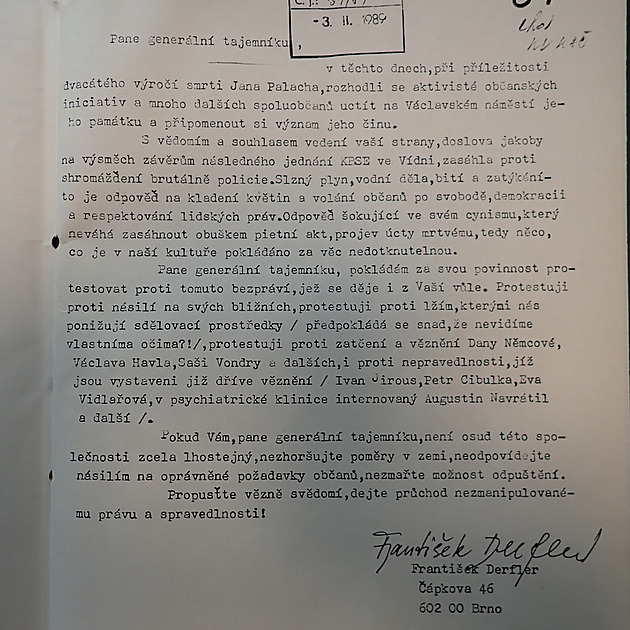 -3. II. 1989
Pane generální tajemníku,
v těchto dnech,při příležitosti
dvacátého výročí smrti Jana Palacha,rozhodli se aktivisté občanských
iniciativ a mnoho dalších spoluobčanů uctít na Václavském náměstí je-
ho památku a připomenout si význam jeho činu.
S vědomím a souhlasem vedení vaší strany,doslova jakoby
na výsměch závěrům následného jednání KBSE ve Vídni,zasáhla proti
shromáždění brutálně policie.Slzný plyn,vodní děla,bití a zatýkání-
to je odpověď na kladení květin a volání občanů po svobodě,demokracii
a respektování lidských práv.Odpověď šokující ve svém cynismu,který
neváhá zasáhnout obuškem pietní akt,projev úcty mrtvému,tedy něco,
co je v naší kultuře pokládáno za věc nedotknutelnou.
Pane generální tajemníku, pokládám za svou povinnost pro-
testovat proti tomuto bezpráví,jež se děje i z Vaší vůle. Protestuji
proti násilí na svých bližních,protestuji proti lžím,kterými nás
ponižují sdělovací prostředky / předpokládá se snad,že nevidíme
vlastníma očima?!/,protestuji proti zatčení a věznění Dany Němcové,
Václava Havla,Saši Vondry a dalších,i proti nepravedlnosti,jíž
jsou vystaveni již dříve věznění / Ivan Jirous,Petr Cibulka,Eva
Vidlařová,v psychiatrické klinice internovaný Augustin Navrátil
a další /.
Pokud Vám,pane generální tajemníku,není osud této spo-
lečnosti zcela lhostejný,nezhoršujte poměry v zemi,neodpovídejte
násilím na oprávněné požadavky občanů,nezmařte možnost odpuštění.
Propusťte vězně svědomí,dejte průchod nezmanipulované-
mu právu a spravedlnosti!
František Derfler
František Derfler
Čápkova 46
602 00 Brno